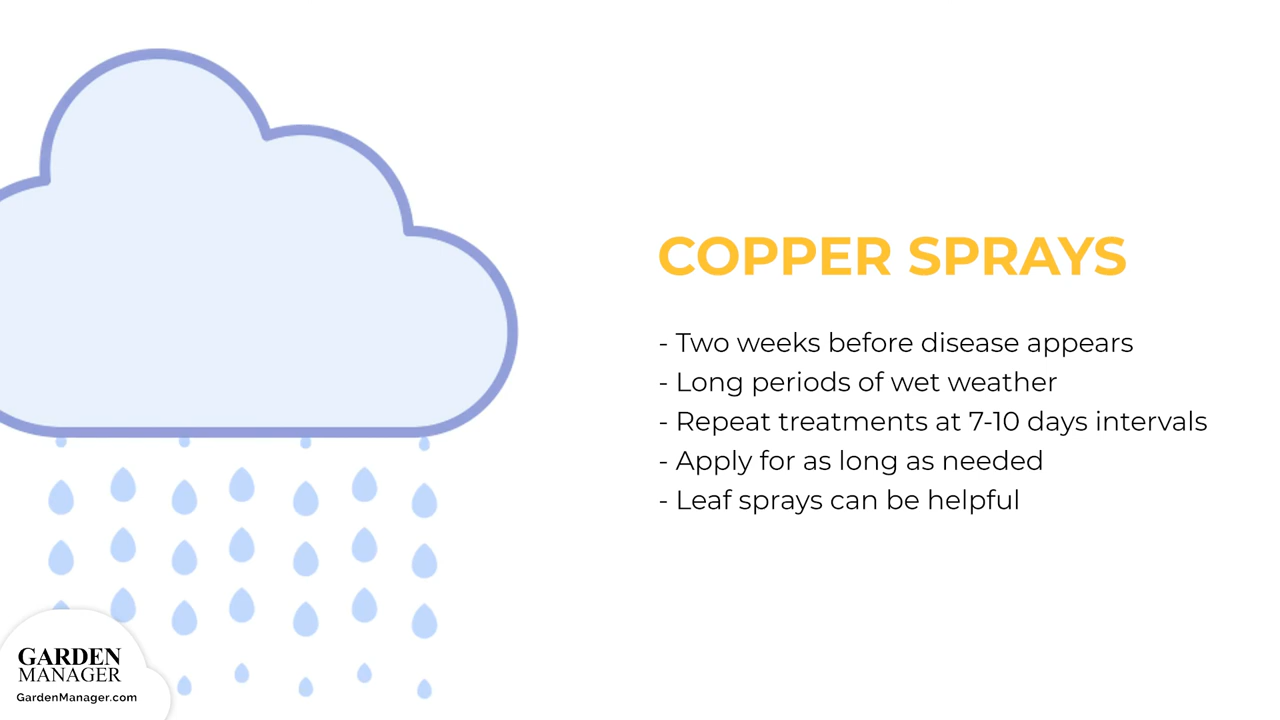 COPPER SPRAYS
- Two weeks before disease appears
- Long periods of wet weather
- Repeat treatments at 7-10 days intervals
- Apply for as long as needed
- Leaf sprays can be helpful
GARDEN
MANAGER
GardenManager.com